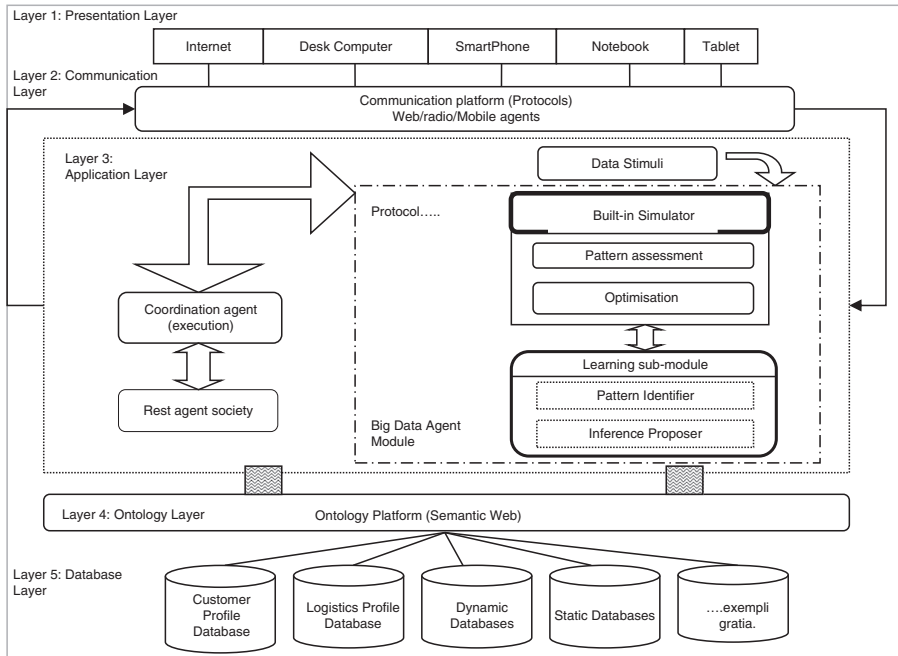 Layer 1: Presentation Layer
Internet
Desk Computer
SmartPhone
Notebook
Tablet
Layer 2: Communication
Layer
Communication platform (Protocols)
Web/radio/Mobile agents
Layer 3:
Application Layer
Data Stimuli
Protocol…..
Built-in Simulator
Pattern assessment
Optimisation
Coordination agent
(execution)
Learning sub-module
Pattern Identifier
Rest agent society
Inference Proposer
Big Data Agent
Module
Layer 4: Ontology Layer
Ontology Platform (Semantic Web)
Layer 5: Database
Layer
Customer
Profile
Database
Logistics Profile
Database
Dynamic
Databases
Static Databases
….exempli
gratia.